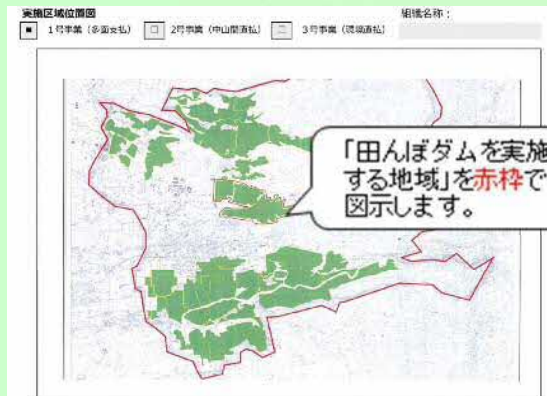 実施区域位置図
組織名称：
■ 1号事業（多面支払） □ 2号事業（中山間直払） □ 3号事業（環境直払）
「田んぼダムを実施
する地域」を赤枠で
図示します。